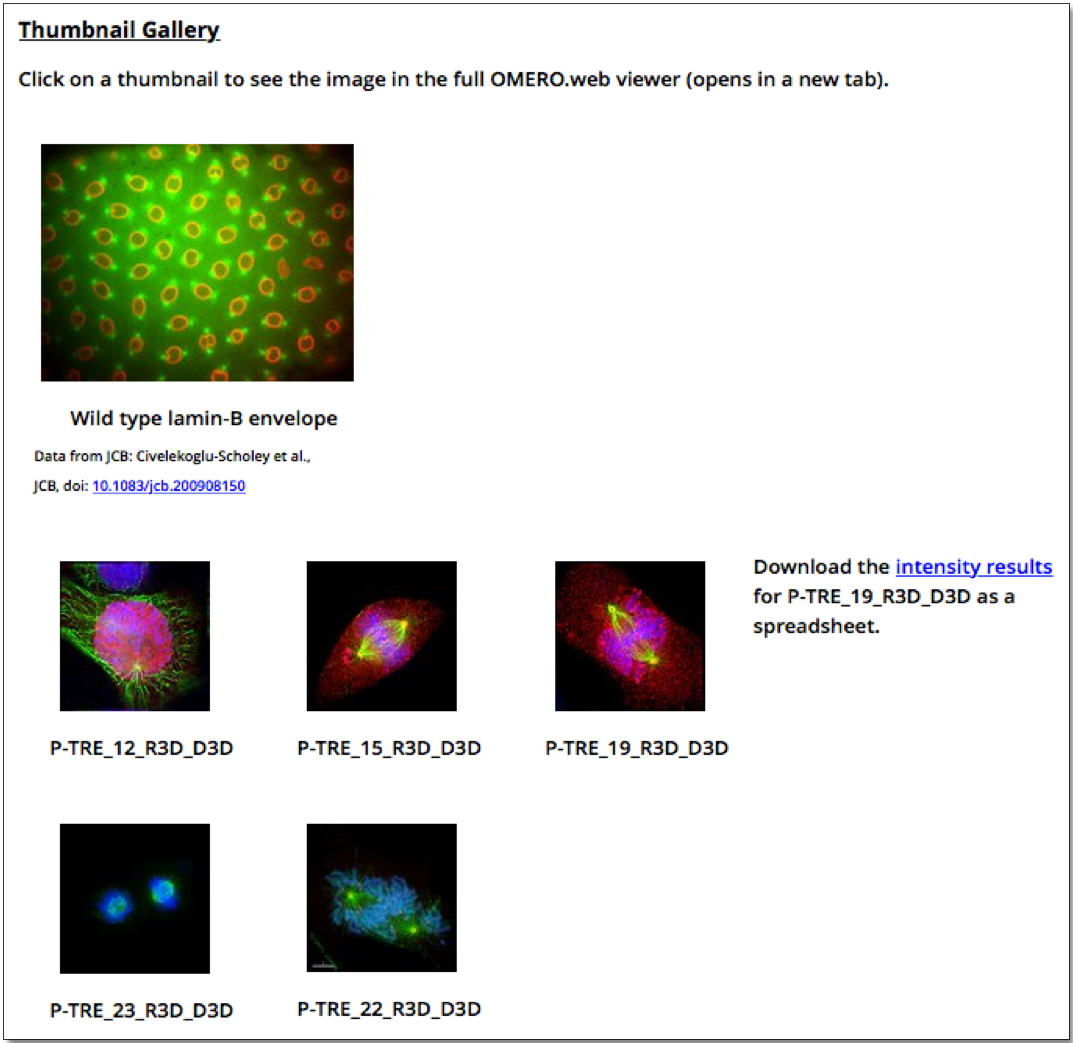 Thumbnail Gallery
Click on a thumbnail to see the image in the full OMERO.web viewer (opens in a new tab).
Wild type lamin-B envelope
Data from JCB: Civelekoglu-Scholey et al.,
JCB, doi: 10.1083/jcb.200908150
Download the intensity results
for P-TRE_19_R3D_D3D as a
spreadsheet.
P-TRE_12_R3D_D3D
P-TRE_15_R3D_D3D
P-TRE_19_R3D_D3D
P-TRE_23_R3D_D3D
P-TRE_22_R3D_D3D